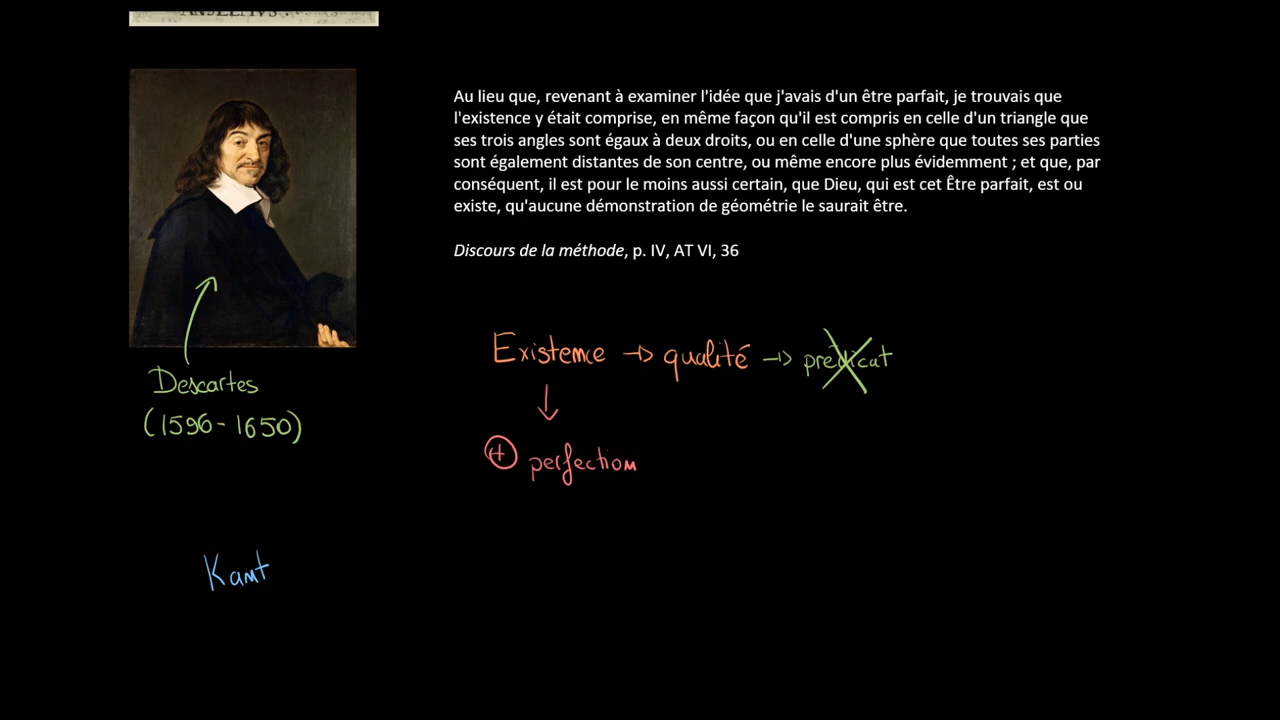 ANSELMVS.
Au lieu que, revenant à examiner l'idée que j'avais d'un être parfait, je trouvais que
l'existence y était comprise, en même façon qu'il est compris en celle d'un triangle que
ses trois angles sont égaux à deux droits, ou en celle d'une sphère que toutes ses parties
sont également distantes de son centre, ou même encore plus évidemment ; et que, par
conséquent, il est pour le moins aussi certain, que Dieu, qui est cet Être parfait, est ou
existe, qu'aucune démonstration de géométrie le saurait être.
Discours de la méthode, p. IV, AT VI, 36
Existence → qualité → prédicat
Descartes
(1596 - 1650)
+ perfection
Kant